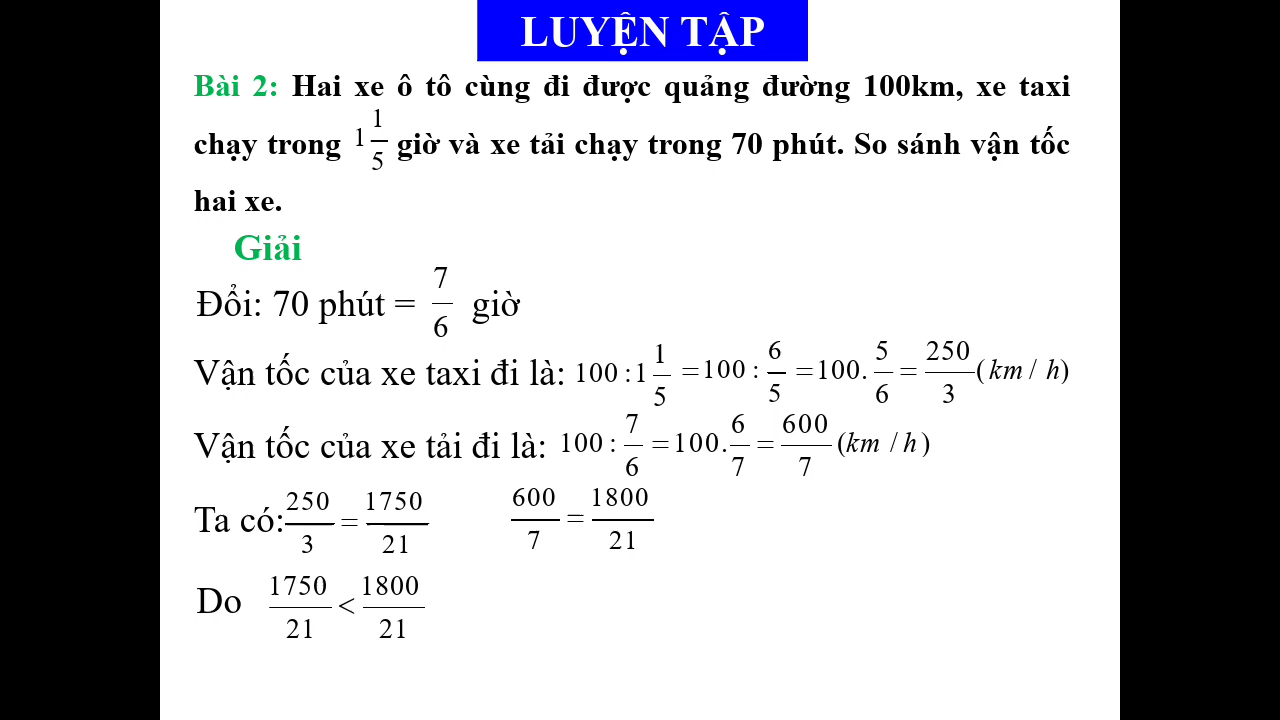 LUYỆN TẬP
Bài 2: Hai xe ô tô cùng đi được quảng đường 100km, xe taxi
chạy trong 1 1/5 giờ và xe tải chạy trong 70 phút. So sánh vận tốc
hai xe.
Giải
Đổi: 70 phút = 7/6 giờ
Vận tốc của xe taxi đi là: 100 : 1 1/5 = 100 : 6/5 = 100. 5/6 = 250/3 (km / h)
Vận tốc của xe tải đi là: 100 : 7/6 = 100. 6/7 = 600/7 (km / h)
Ta có: 250/3 = 1750/21 600/7 = 1800/21
Do 1750/21 < 1800/21